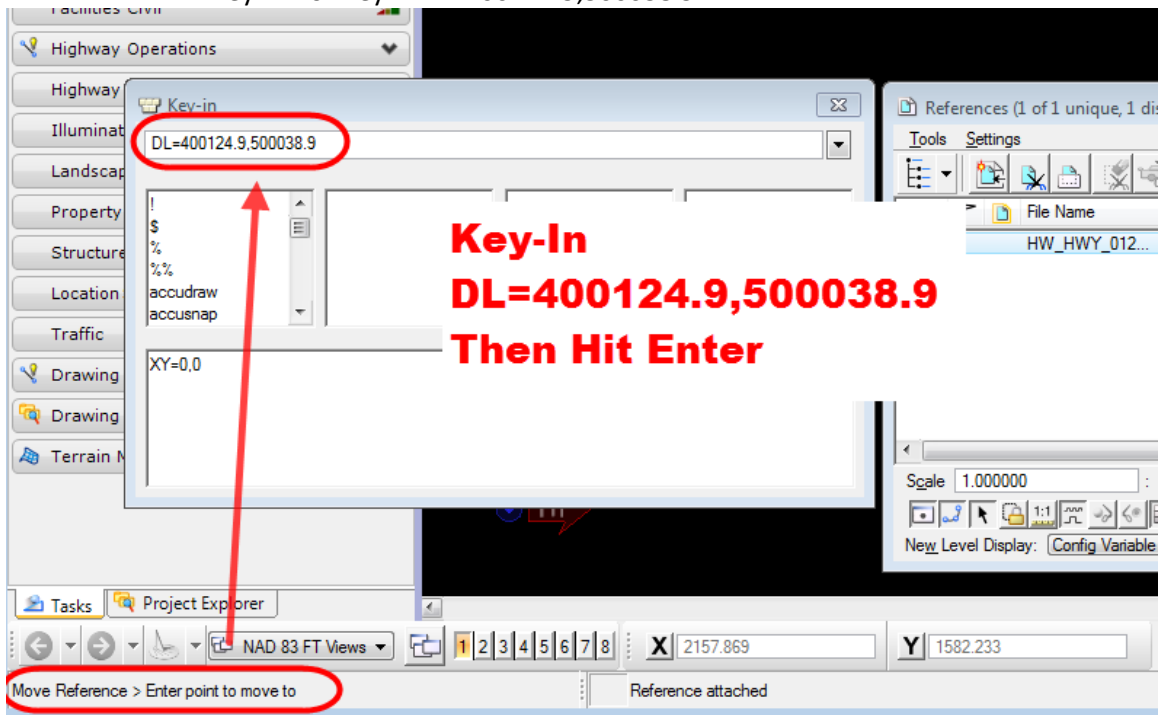 Facilities Civil
Highway Operations
Highway
Illuminat
Landscap
Property
Structure
Location
Traffic
Drawing
Drawing
Terrain M
Key-in
DL=400124.9,500038.9
!
$
%
%%
accudraw
accusnap
XY=0,0
Key-In
DL=400124.9,500038.9
Then Hit Enter
References (1 of 1 unique, 1 dis
Tools Settings
File Name
HW_HWY_012...
Scale 1.000000 :
1:1
New Level Display: Config Variable
Tasks Project Explorer
NAD 83 FT Views 1 2 3 4 5 6 7 8 X 2157.869 Y 1582.233
Move Reference > Enter point to move to Reference attached